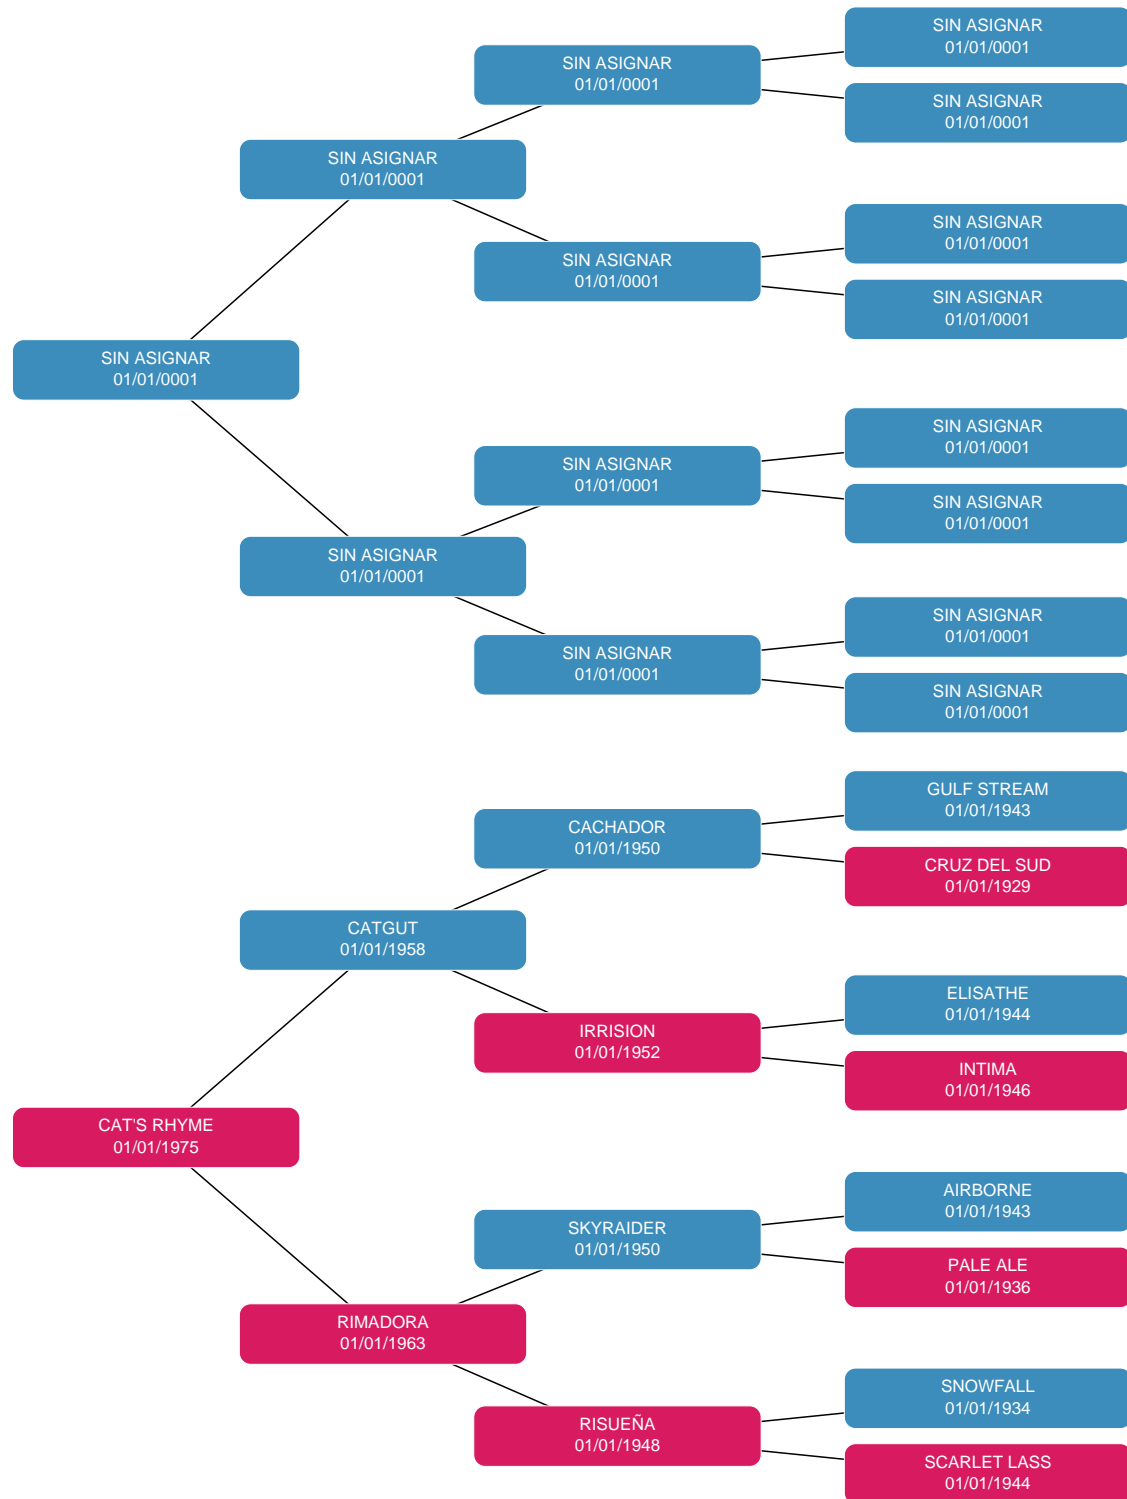 SIN ASIGNAR
01/01/0001
SIN ASIGNAR
01/01/0001
SIN ASIGNAR
01/01/0001
SIN ASIGNAR
01/01/0001
SIN ASIGNAR
01/01/0001
SIN ASIGNAR
01/01/0001
SIN ASIGNAR
01/01/0001
SIN ASIGNAR
01/01/0001
SIN ASIGNAR
01/01/0001
SIN ASIGNAR
01/01/0001
SIN ASIGNAR
01/01/0001
SIN ASIGNAR
01/01/0001
SIN ASIGNAR
01/01/0001
SIN ASIGNAR
01/01/0001
SIN ASIGNAR
01/01/0001
GULF STREAM
01/01/1943
CACHADOR
01/01/1950
CRUZ DEL SUD
01/01/1929
CATGUT
01/01/1958
ELISATHE
01/01/1944
IRRISION
01/01/1952
INTIMA
01/01/1946
CAT'S RHYME
01/01/1975
AIRBORNE
01/01/1943
SKYRAIDER
01/01/1950
PALE ALE
01/01/1936
RIMADORA
01/01/1963
SNOWFALL
01/01/1934
RISUEÑA
01/01/1948
SCARLET LASS
01/01/1944